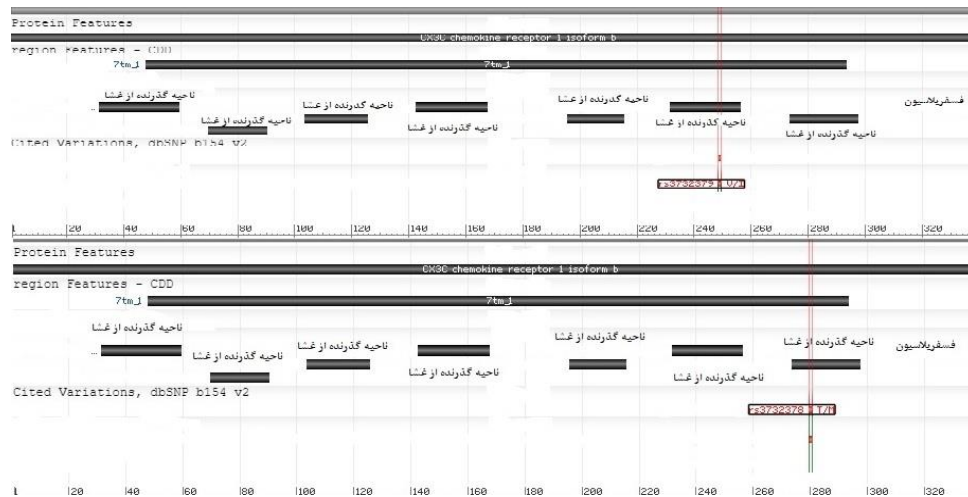 Protein Features
CX3C chemokine receptor 1 isoform b
region Features - CDD
7tm_1 7tm_1
ناحیه گذرنده از غشا
ناحیه گذرنده از غشا
ناحیه گذرنده از غشا
ناحیه گذرنده از غشا
ناحیه گذرنده از غشا
ناحیه گذرنده از غشا
ناحیه گذرنده از غشا
فسفریلاسیون
Cited Variations, dbSNP b154 v2
rs3732379 V/I
1 20 40 60 80 100 120 140 160 180 200 220 240 260 280 300 320
Protein Features
CX3C chemokine receptor 1 isoform b
region Features - CDD
7tm_1 7tm_1
ناحیه گذرنده از غشا
ناحیه گذرنده از غشا
ناحیه گذرنده از غشا
ناحیه گذرنده از غشا
ناحیه گذرنده از غشا
ناحیه گذرنده از غشا
ناحیه گذرنده از غشا
فسفریلاسیون
Cited Variations, dbSNP b154 v2
rs3732378 T/M
1 20 40 60 80 100 120 140 160 180 200 220 240 260 280 300 320